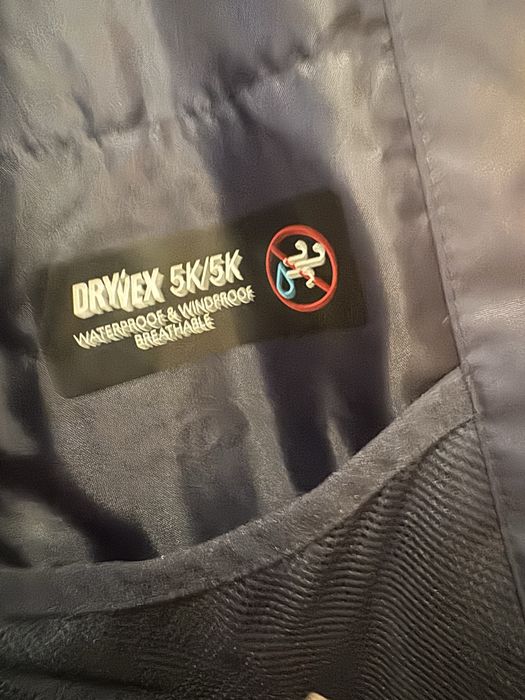 DRYVEX 5K/5K
WATERPROOF & WINDPROOF
BREATHABLE